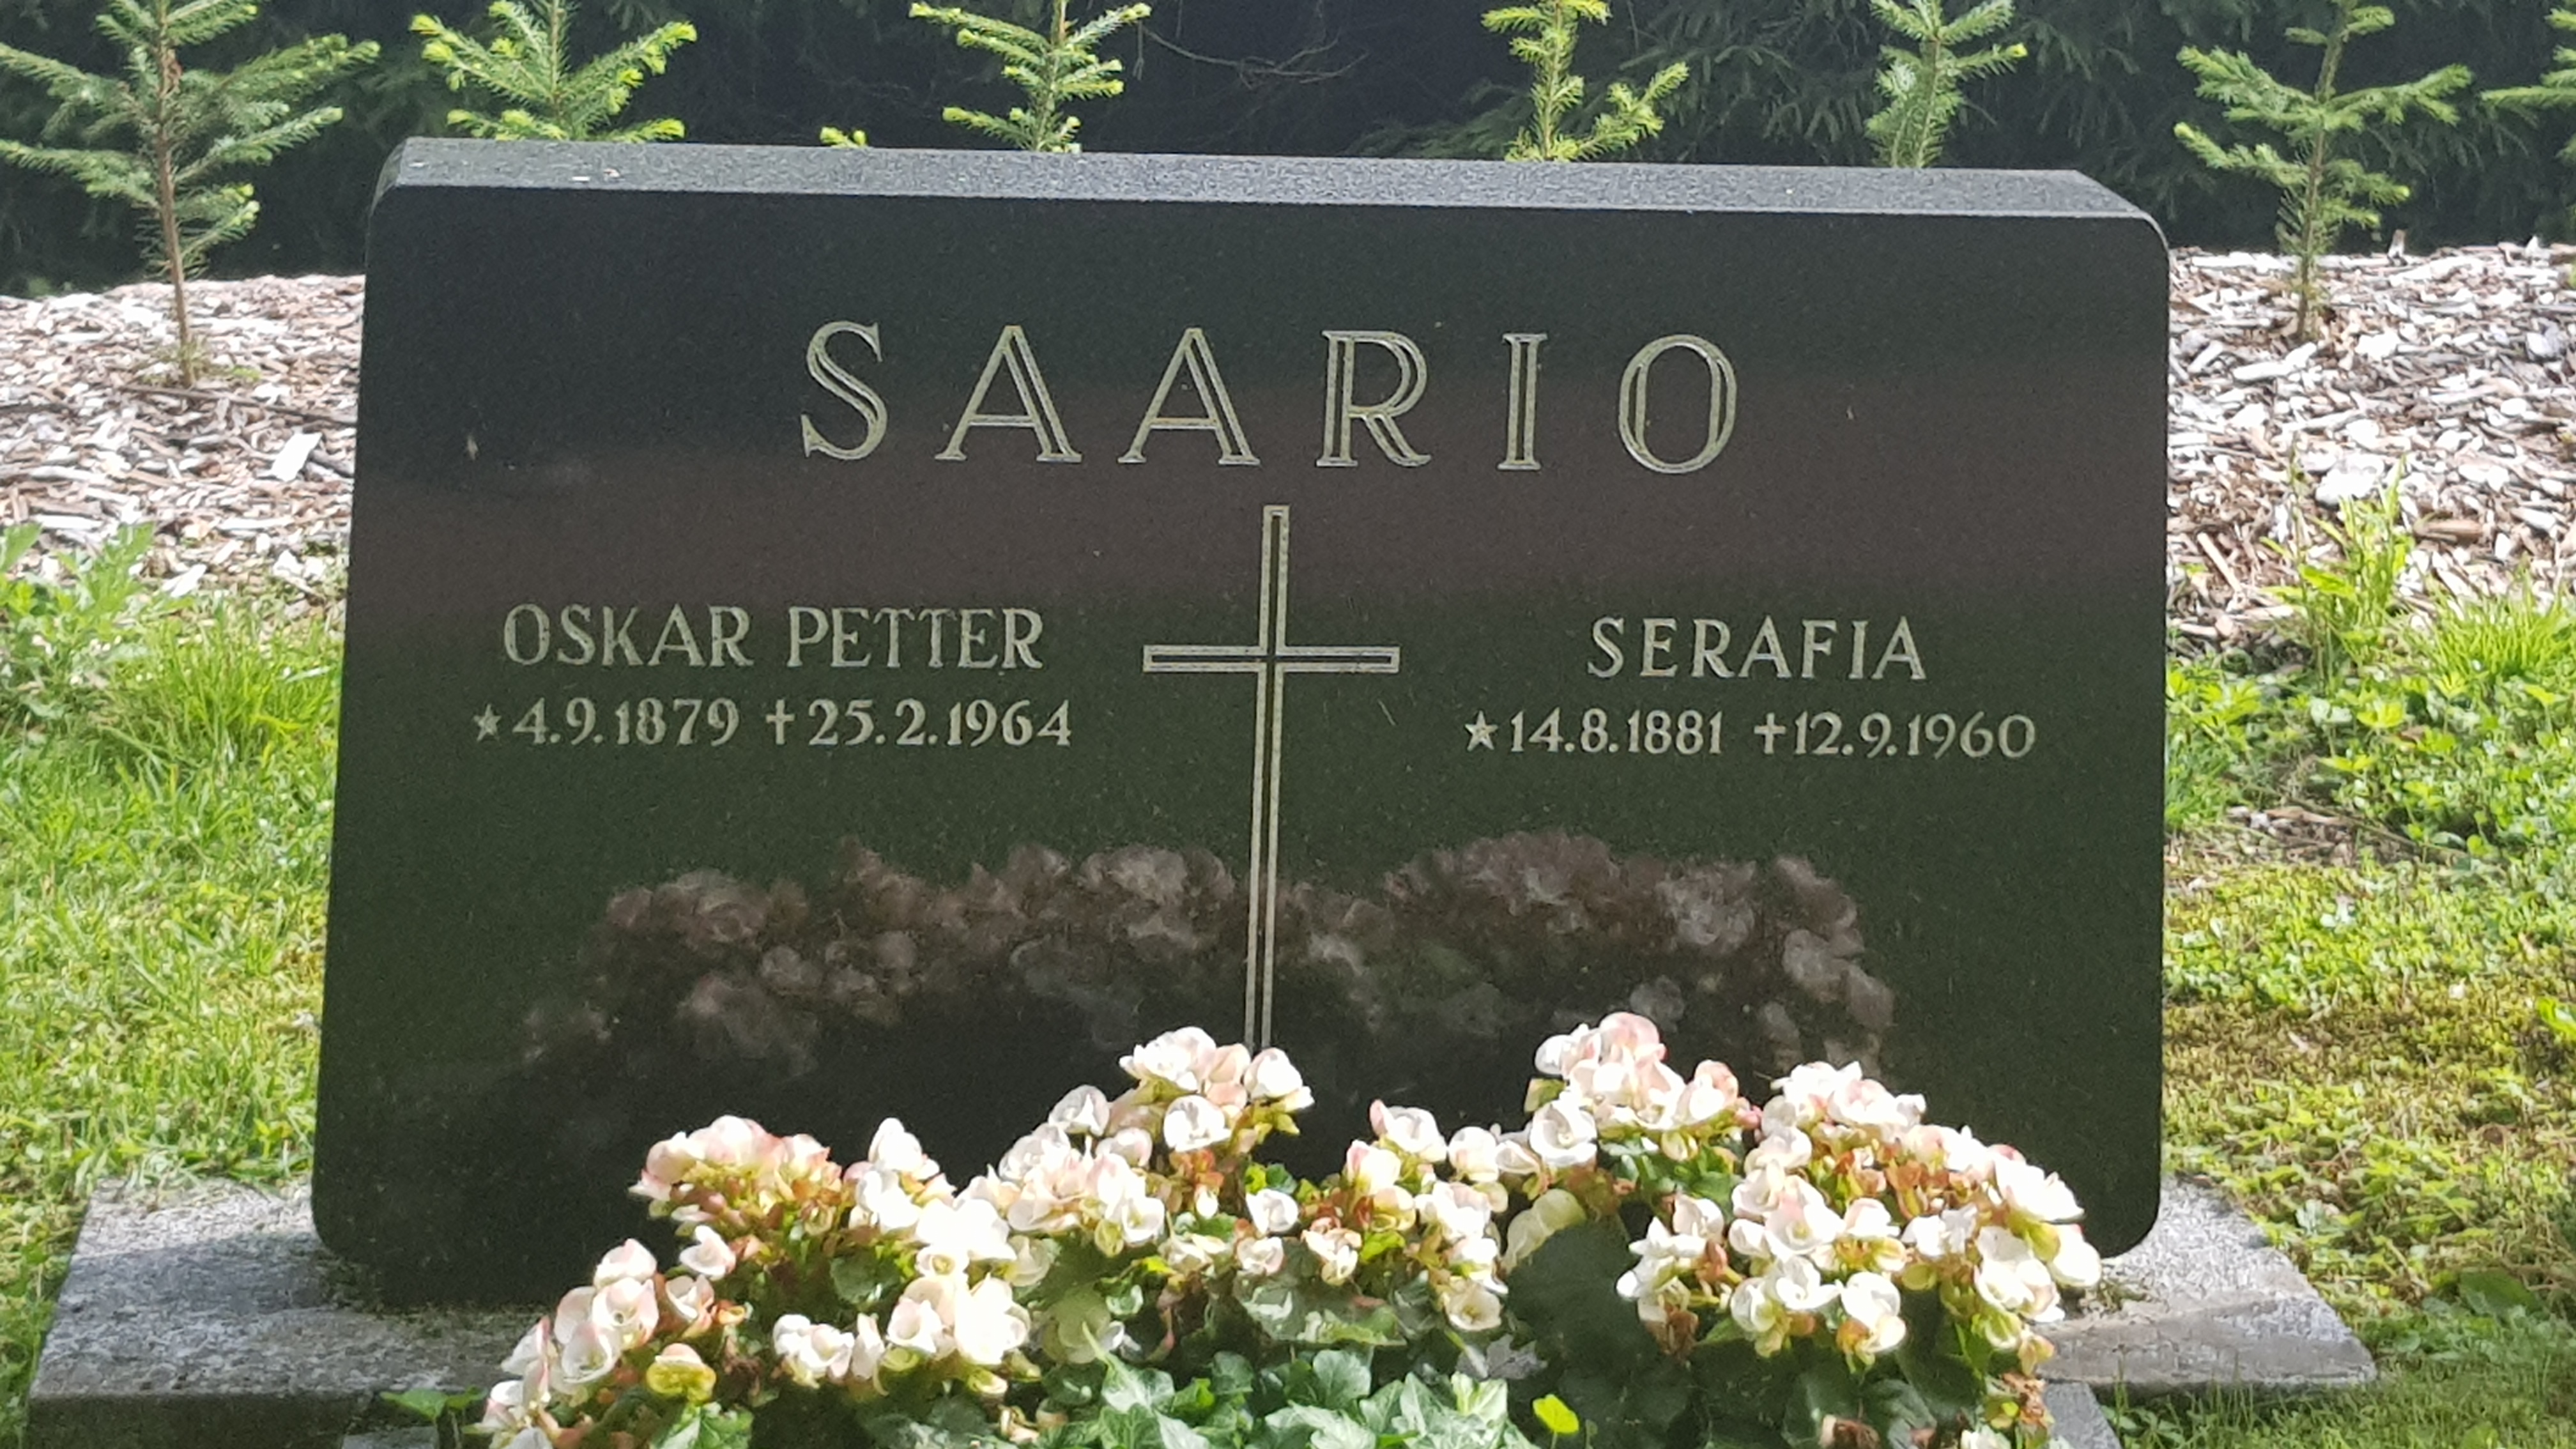 SAARIO
OSKAR PETTER
★4.9.1879 ✝25.2.1964
SERAFIA
★14.8.1881 ✝12.9.1960